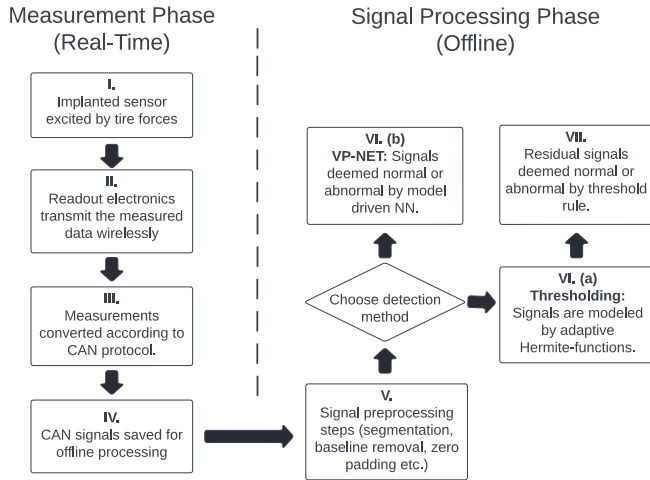 Measurement Phase
(Real-Time)
I.
Implanted sensor
excited by tire forces
II.
Readout electronics
transmit the measured
data wirelessly
III.
Measurements
converted according to
CAN protocol.
IV.
CAN signals saved for
offline processing
Signal Processing Phase
(Offline)
VI. (b)
VP-NET: Signals
deemed normal or
abnormal by model
driven NN.
VII.
Residual signals
deemed normal or
abnormal by threshold
rule.
Choose detection
method
VI. (a)
Thresholding:
Signals are modeled
by adaptive
Hermite-functions.
V.
Signal preprocessing
steps (segmentation,
baseline removal, zero
padding etc.)